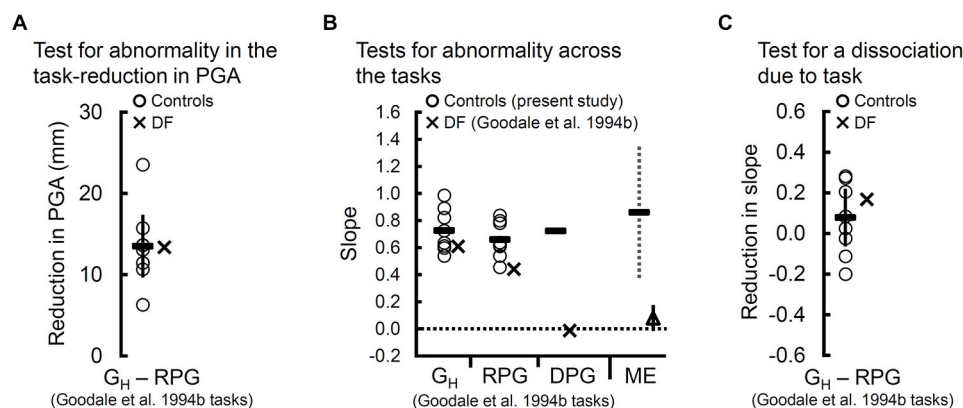 A
Test for abnormality in the
task-reduction in PGA
Controls
DF
Reduction in PGA (mm)
30
20
10
0
G_H – RPG
(Goodale et al. 1994b tasks)
B
Tests for abnormality across
the tasks
Controls (present study)
DF (Goodale et al. 1994b)
Slope
1.6
1.4
1.2
1.0
0.8
0.6
0.4
0.2
0.0
-0.2
G_H RPG DPG ME
(Goodale et al. 1994b tasks)
C
Test for a dissociation
due to task
Controls
DF
Reduction in slope
0.6
0.4
0.2
0.0
-0.2
-0.4
-0.6
G_H – RPG
(Goodale et al. 1994b tasks)